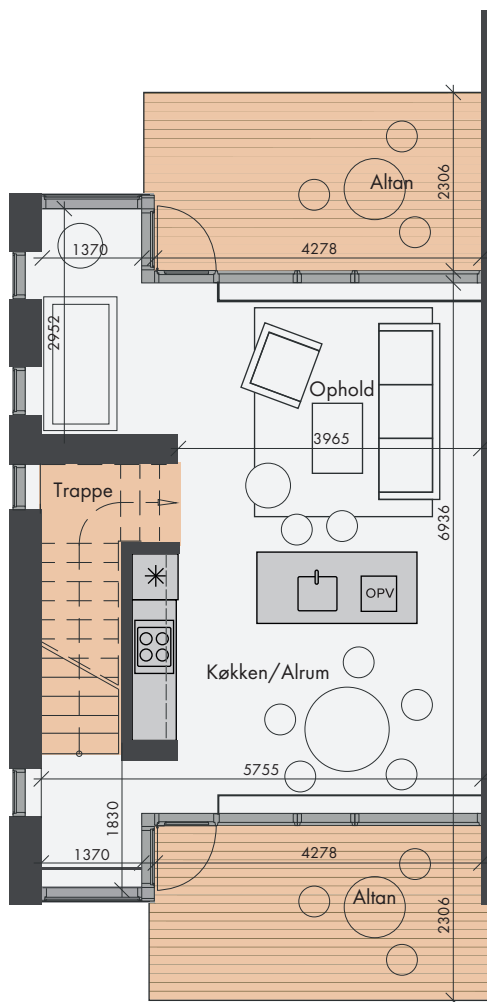 2306
Altan
1370
4278
2952
Ophold
3965
Trappe
6936
OPV
Køkken/Alrum
5755
1830
1370
4278
Altan
2306